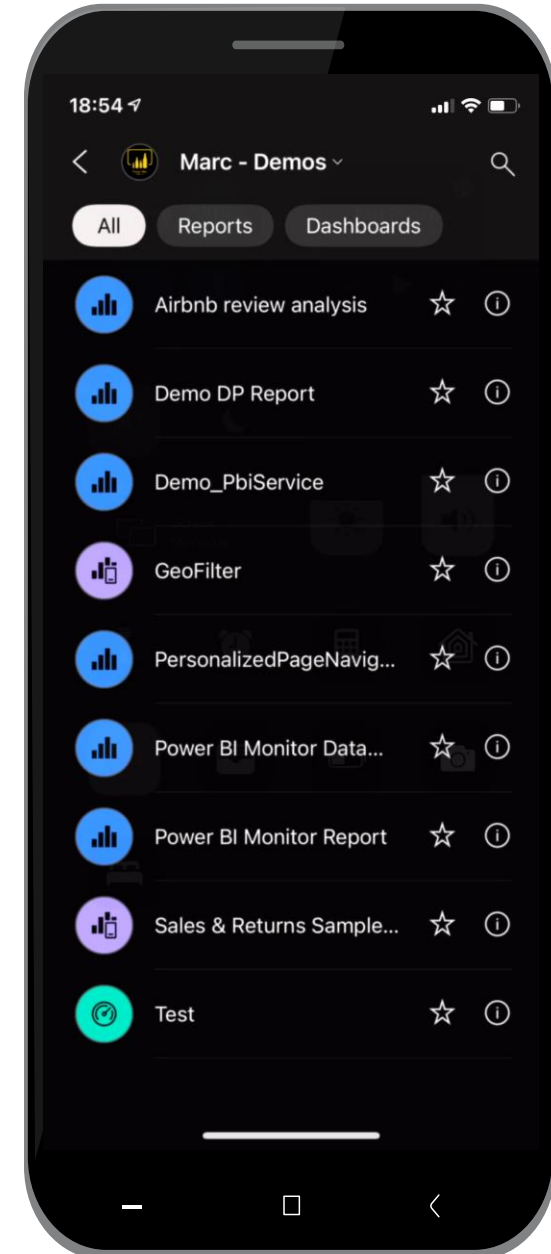 18:54
Marc - Demos
All Reports Dashboards
Airbnb review analysis
Demo DP Report
Demo_PbiService
GeoFilter
PersonalizedPageNavig...
Power BI Monitor Data...
Power BI Monitor Report
Sales & Returns Sample...
Test